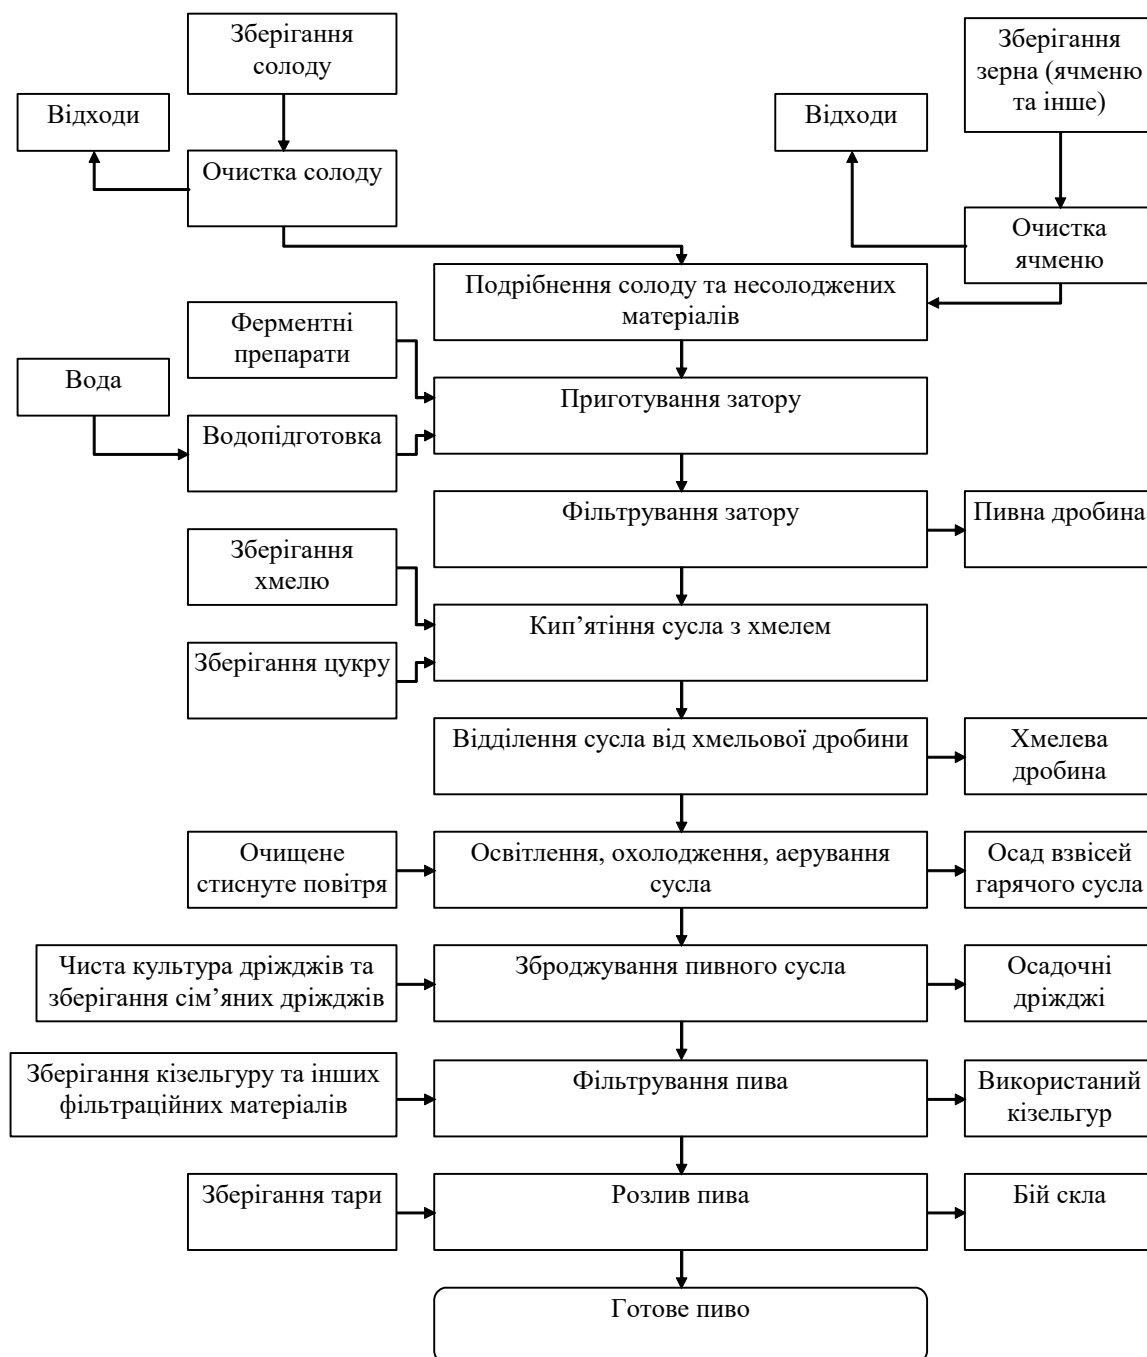 Зберігання
солоду
Зберігання
зерна (ячменю
та інше)
Відходи
Відходи
Очистка солоду
Очистка
ячменю
Подрібнення солоду та несолоджених
матеріалів
Ферментні
препарати
Вода
Приготування затору
Водопідготовка
Фільтрування затору
Пивна дробина
Зберігання
хмелю
Кип’ятіння сусла з хмелем
Зберігання цукру
Відділення сусла від хмельової дробини
Хмелева
дробина
Очищене
стиснуте повітря
Освітлення, охолодження, аерування
сусла
Осад взвісей
гарячого сусла
Чиста культура дріжджів та
зберігання сім’яних дріжджів
Зброджування пивного сусла
Осадочні
дріжджі
Зберігання кізельгуру та інших
фільтраційних матеріалів
Фільтрування пива
Використаний
кізельгур
Зберігання тари
Розлив пива
Бій скла
Готове пиво